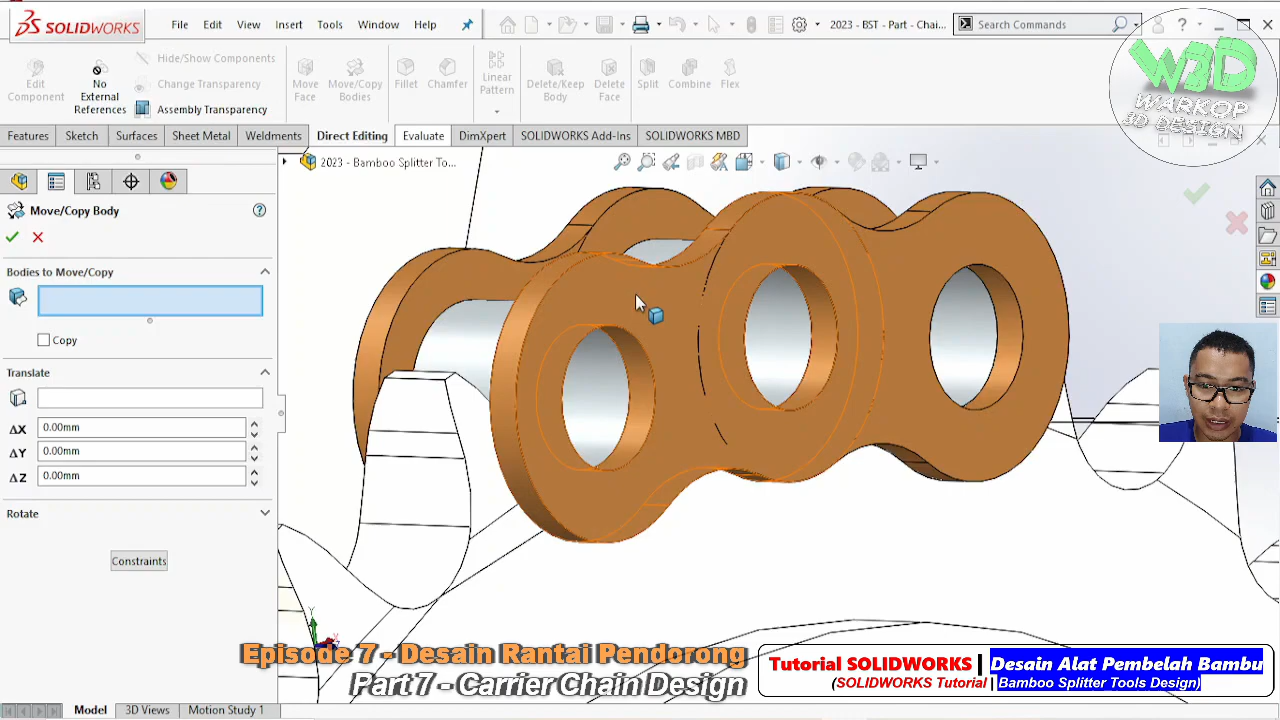 SOLIDWORKS
File Edit View Insert Tools Window Help
2023 - BST - Part - Chai...
Search Commands
Edit Component
No External References
Hide/Show Components
Change Transparency
Assembly Transparency
Move Face
Move/Copy Bodies
Fillet
Chamfer
Linear Pattern
Delete/Keep Body
Delete Face
Split
Combine
Flex
WARKOP
3D DESIGN
Features Sketch Surfaces Sheet Metal Weldments Direct Editing Evaluate DimXpert SOLIDWORKS Add-Ins SOLIDWORKS MBD
2023 - Bamboo Splitter To...
Move/Copy Body
Bodies to Move/Copy
Copy
Translate
ΔX 0.00mm
ΔY 0.00mm
ΔZ 0.00mm
Rotate
Constraints
Episode 7 - Desain Rantai Pendorong
Part 7 - Carrier Chain Design
Tutorial SOLIDWORKS | Desain Alat Pembelah Bambu
(SOLIDWORKS Tutorial | Bamboo Splitter Tools Design)
Model 3D Views Motion Study 1